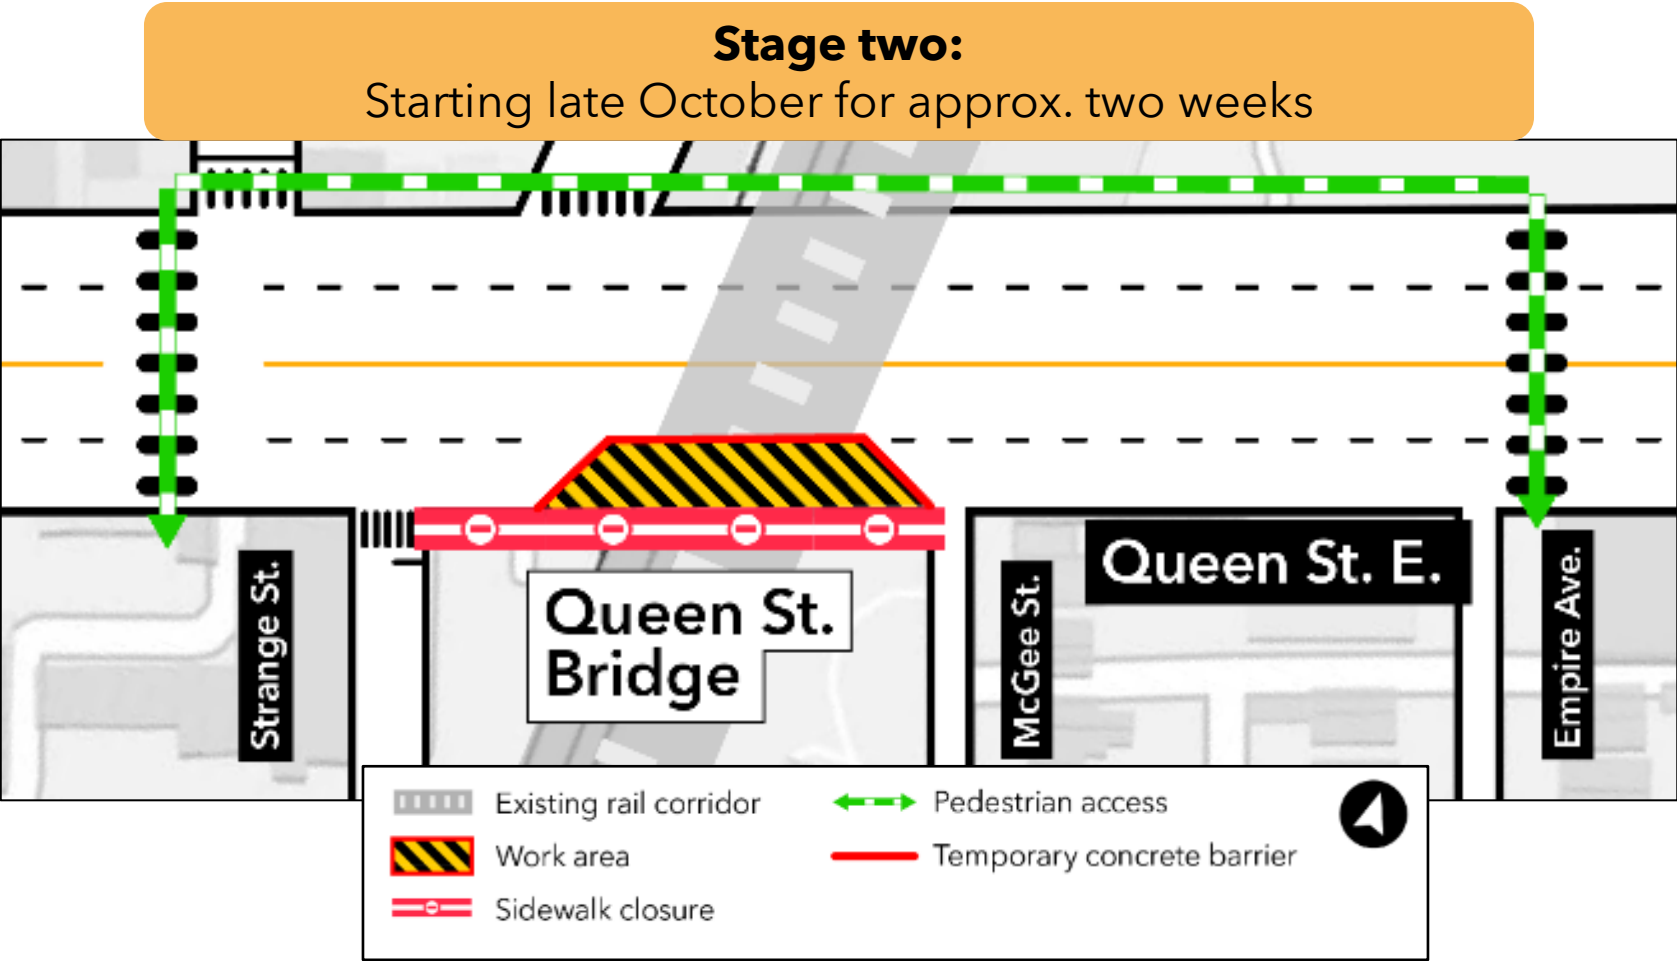 Stage two:
Starting late October for approx. two weeks
Strange St.
Queen St.
Bridge
McGee St.
Queen St. E.
Empire Ave.
Existing rail corridor
Work area
Sidewalk closure
Pedestrian access
Temporary concrete barrier